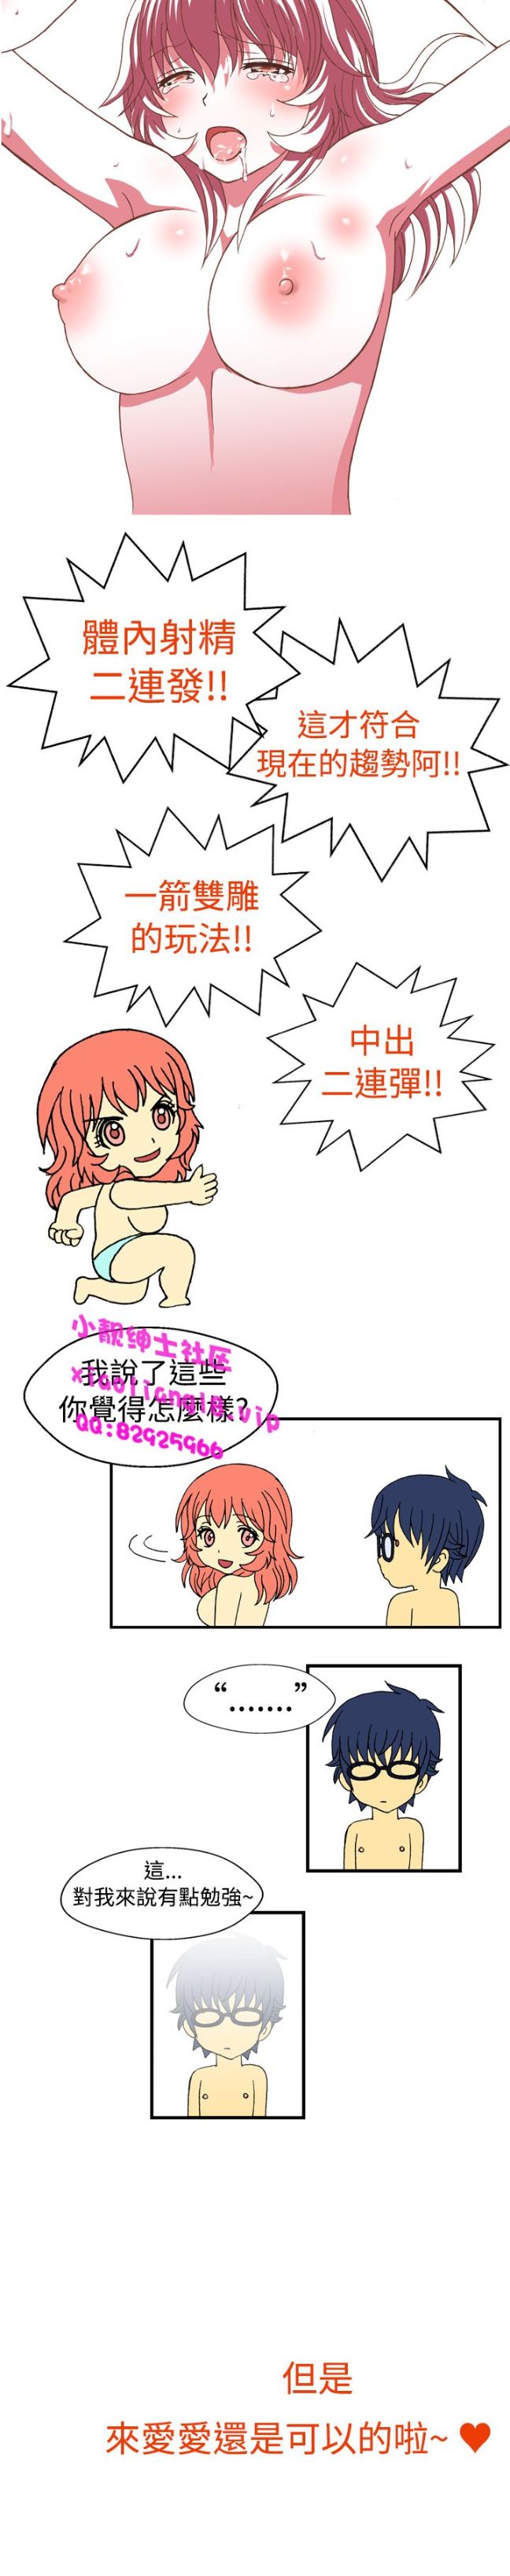 體內射精
二連發!!
這才符合
現在的趨勢阿!!
一箭雙雕
的玩法!!
中出
二連彈!!
小靚绅士社区
我說了這些
xiaoliang18.vip
你覺得怎麼樣?
QQ:82925966
“.......”
這...
對我來說有點勉強~
但是
來愛愛還是可以的啦~ ♥